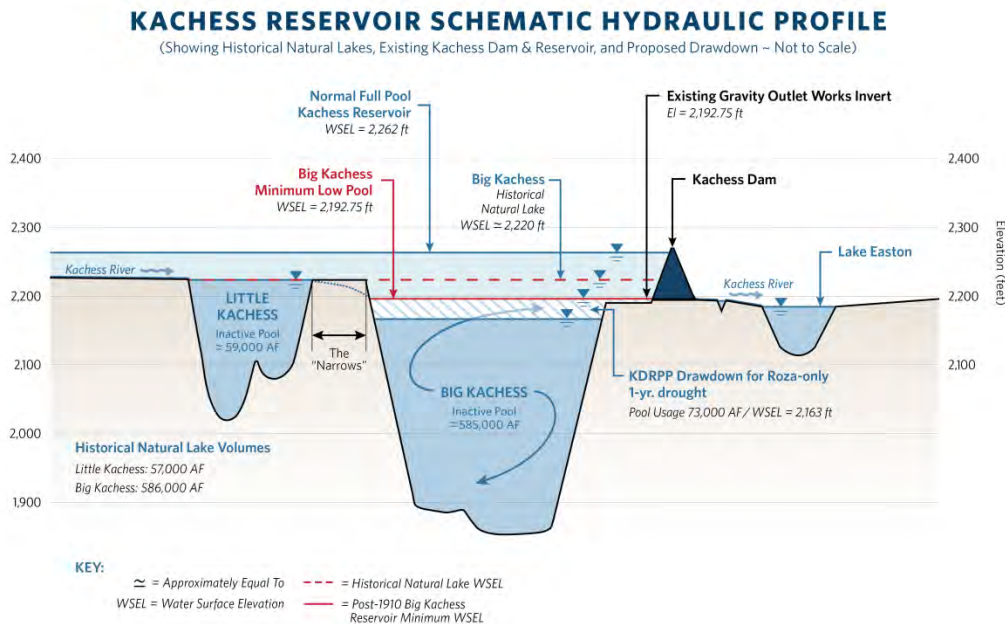 KACHESS RESERVOIR SCHEMATIC HYDRAULIC PROFILE
(Showing Historical Natural Lakes, Existing Kachess Dam & Reservoir, and Proposed Drawdown ~ Not to Scale)
Normal Full Pool
Kachess Reservoir
WSEL = 2,262 ft
Existing Gravity Outlet Works Invert
El = 2,192.75 ft
Big Kachess
Minimum Low Pool
WSEL = 2,192.75 ft
Big Kachess
Historical
Natural Lake
WSEL ≃ 2,220 ft
Kachess Dam
2,400
2,300
2,200
2,100
2,000
1,900
2,400
2,300
2,200
2,100
Elevation (feet)
Kachess River
Lake Easton
Kachess River
LITTLE
KACHESS
Inactive Pool
≃ 59,000 AF
The
"Narrows"
BIG KACHESS
Inactive Pool
≃585,000 AF
KDRPP Drawdown for Roza-only
1-yr. drought
Pool Usage 73,000 AF / WSEL = 2,163 ft
Historical Natural Lake Volumes
Little Kachess: 57,000 AF
Big Kachess: 586,000 AF
KEY:
≃ = Approximately Equal To
WSEL = Water Surface Elevation
= Historical Natural Lake WSEL
= Post-1910 Big Kachess
Reservoir Minimum WSEL